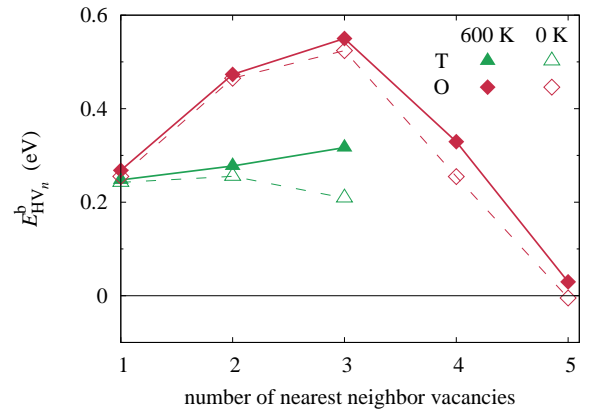 0.6
600 K 0 K
T
O
0.4
0.2
0
E^b_HV_n (eV)
1 2 3 4 5
number of nearest neighbor vacancies